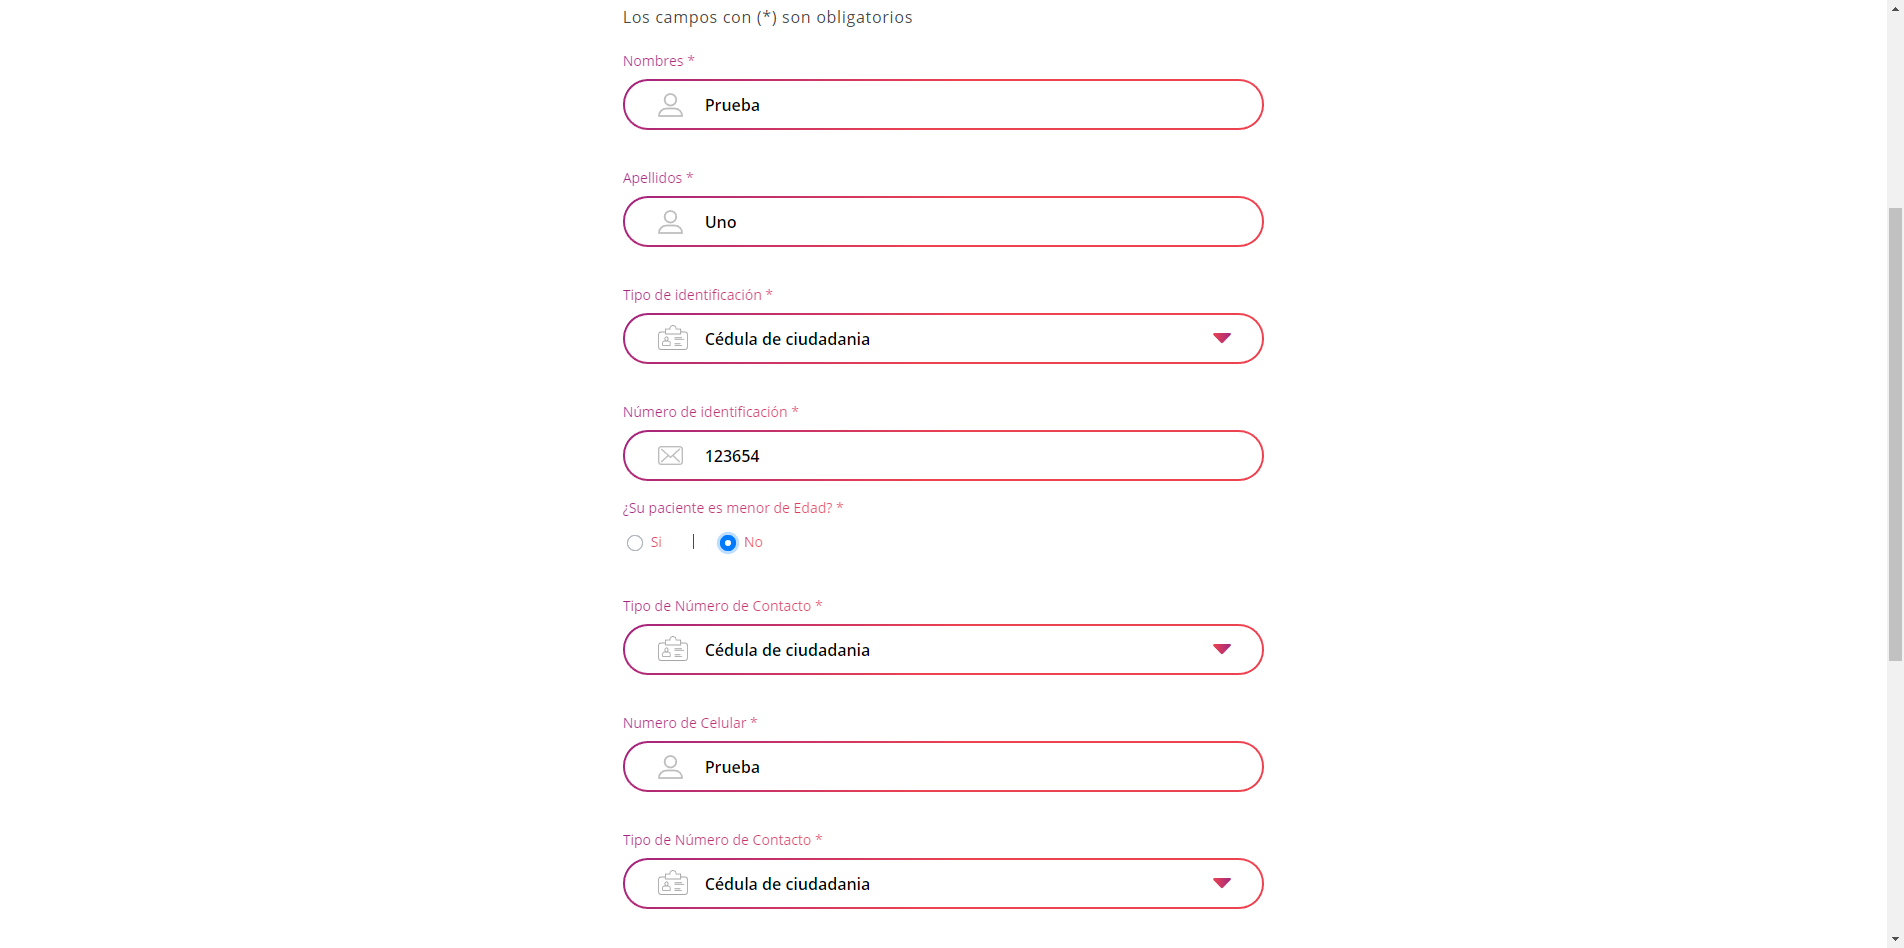 Los campos con (*) son obligatorios
Nombres *
Prueba
Apellidos *
Uno
Tipo de identificación *
Cédula de ciudadania
Número de identificación *
123654
¿Su paciente es menor de Edad? *
Si | No
Tipo de Número de Contacto *
Cédula de ciudadania
Numero de Celular *
Prueba
Tipo de Número de Contacto *
Cédula de ciudadania